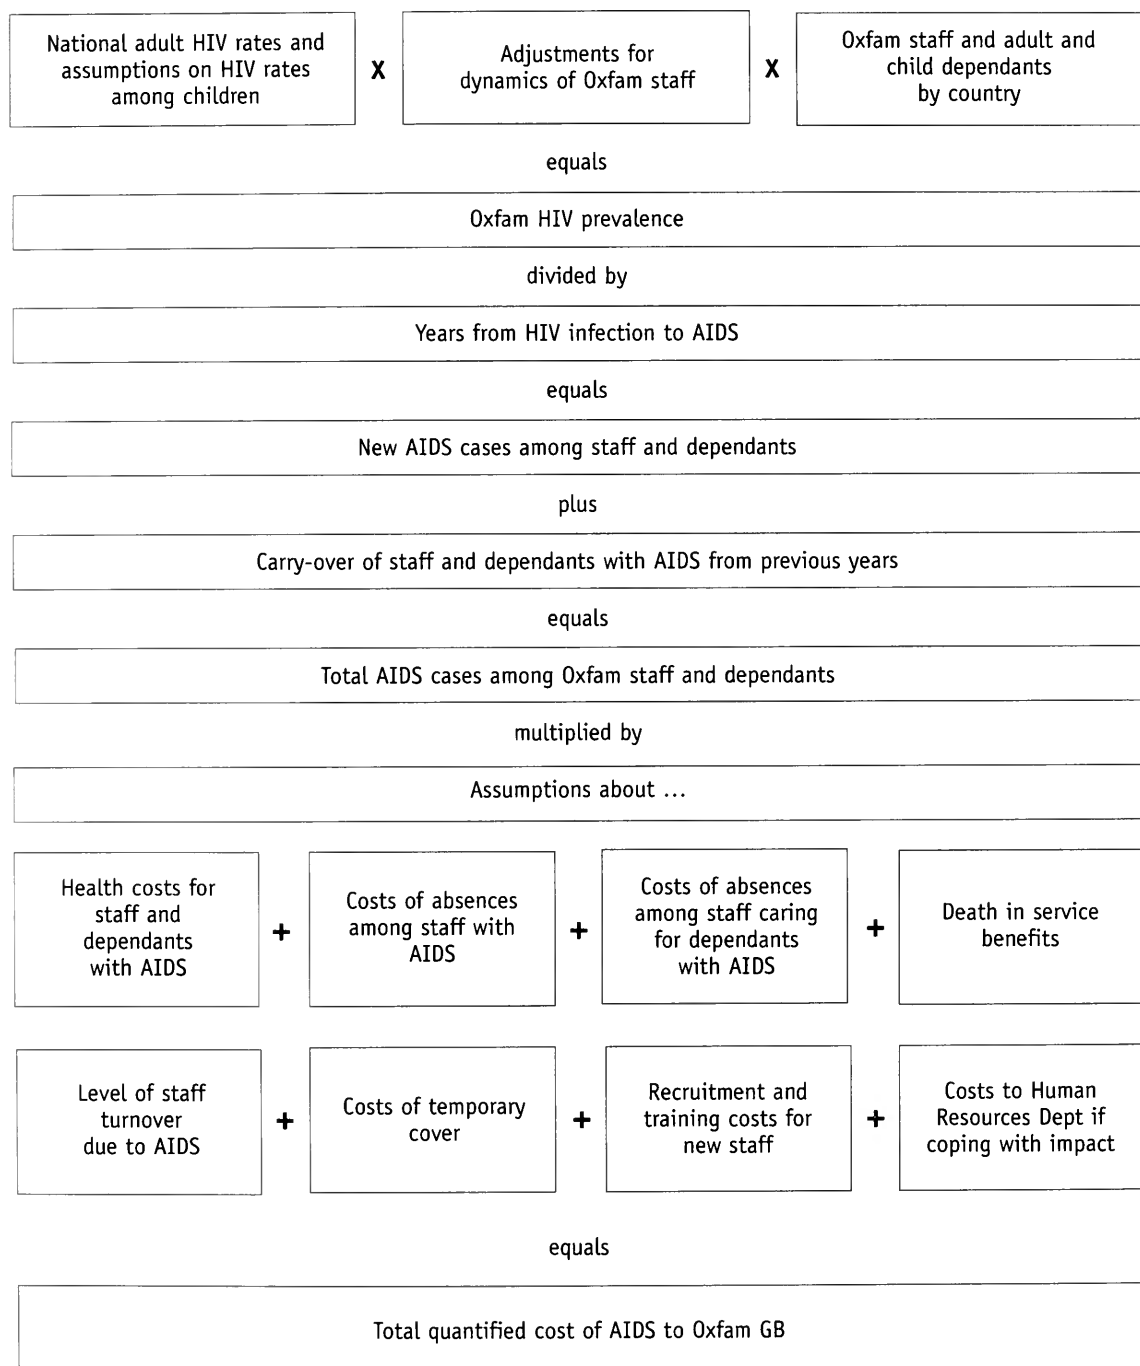 National adult HIV rates and
assumptions on HIV rates
among children
X
Adjustments for
dynamics of Oxfam staff
X
Oxfam staff and adult and
child dependants
by country
equals
Oxfam HIV prevalence
divided by
Years from HIV infection to AIDS
equals
New AIDS cases among staff and dependants
plus
Carry-over of staff and dependants with AIDS from previous years
equals
Total AIDS cases among Oxfam staff and dependants
multiplied by
Assumptions about ...
Health costs for
staff and
dependants
with AIDS
+
Costs of absences
among staff with
AIDS
+
Costs of absences
among staff caring
for dependants
with AIDS
+
Death in service
benefits
Level of staff
turnover
due to AIDS
+
Costs of temporary
cover
+
Recruitment and
training costs for
new staff
+
Costs to Human
Resources Dept if
coping with impact
equals
Total quantified cost of AIDS to Oxfam GB